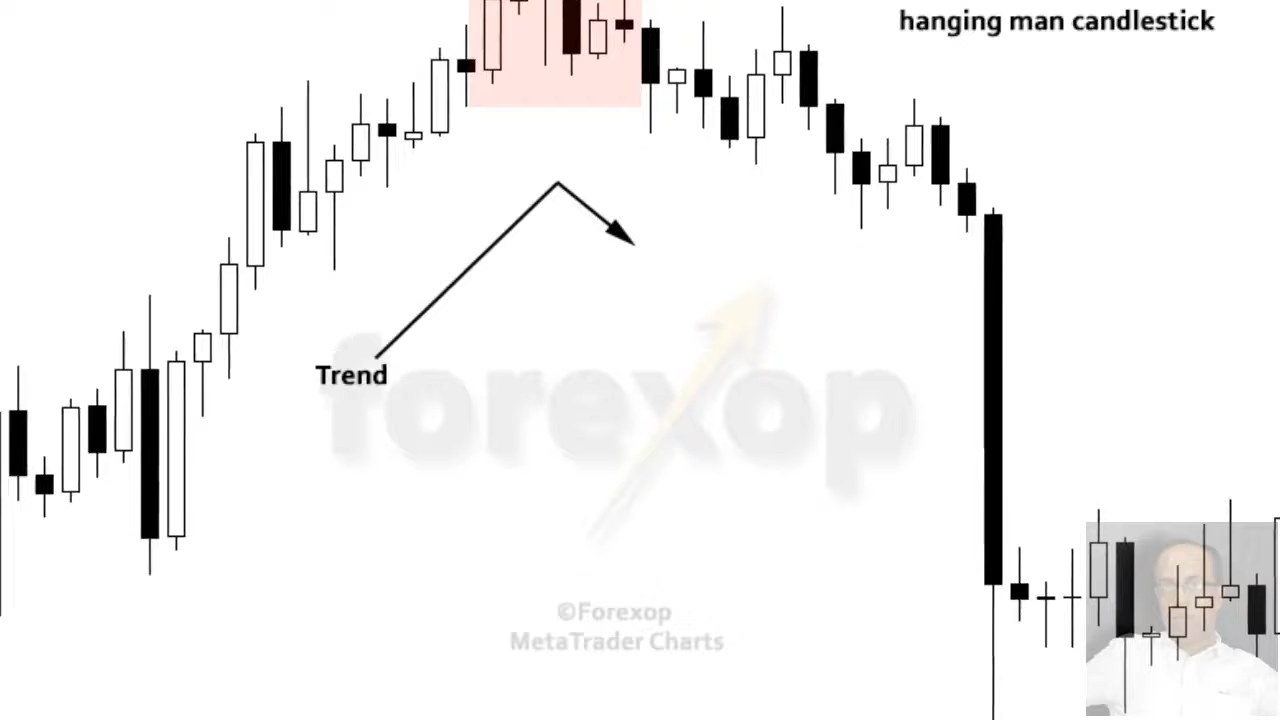 hanging man candlestick
Trend
forexop
©Forexop
MetaTrader Charts